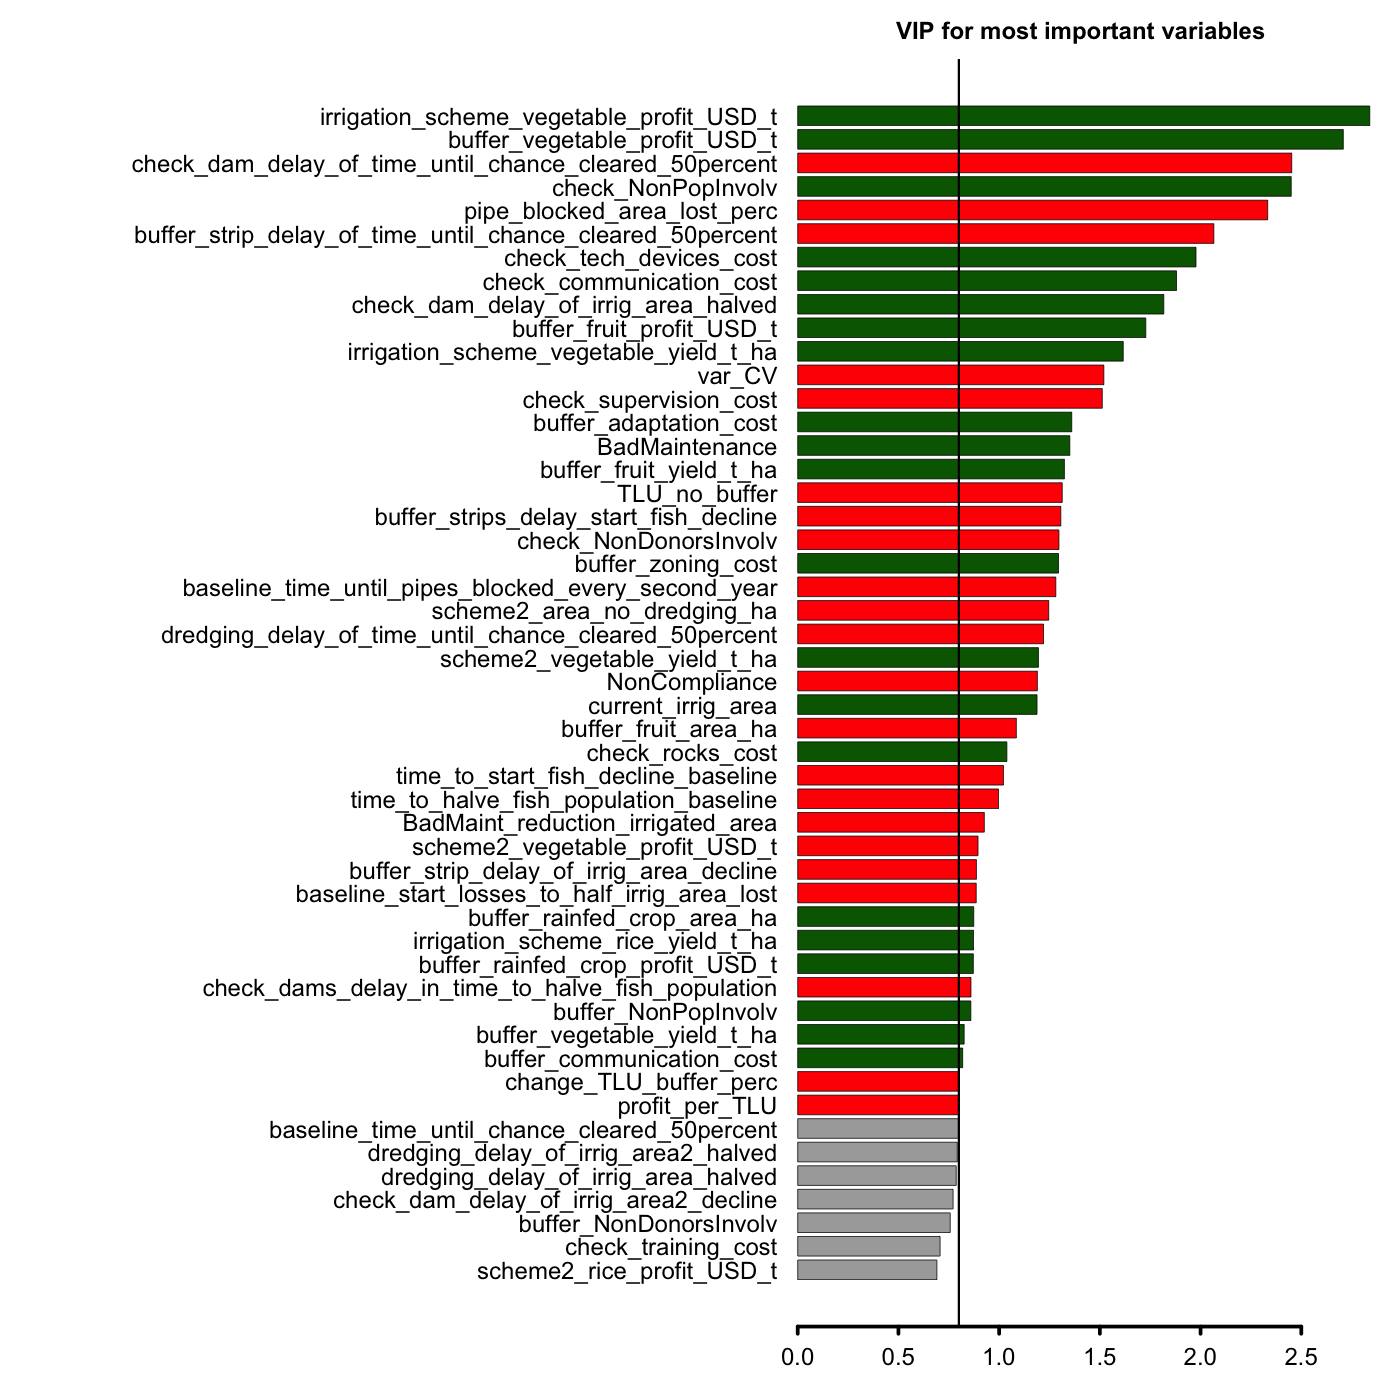 VIP for most important variables
irrigation_scheme_vegetable_profit_USD_t
buffer_vegetable_profit_USD_t
check_dam_delay_of_time_until_chance_cleared_50percent
check_NonPopInvolv
pipe_blocked_area_lost_perc
buffer_strip_delay_of_time_until_chance_cleared_50percent
check_tech_devices_cost
check_communication_cost
check_dam_delay_of_irrig_area_halved
buffer_fruit_profit_USD_t
irrigation_scheme_vegetable_yield_t_ha
var_CV
check_supervision_cost
buffer_adaptation_cost
BadMaintenance
buffer_fruit_yield_t_ha
TLU_no_buffer
buffer_strips_delay_start_fish_decline
check_NonDonorsInvolv
buffer_zoning_cost
baseline_time_until_pipes_blocked_every_second_year
scheme2_area_no_dredging_ha
dredging_delay_of_time_until_chance_cleared_50percent
scheme2_vegetable_yield_t_ha
NonCompliance
current_irrig_area
buffer_fruit_area_ha
check_rocks_cost
time_to_start_fish_decline_baseline
time_to_halve_fish_population_baseline
BadMaint_reduction_irrigated_area
scheme2_vegetable_profit_USD_t
buffer_strip_delay_of_irrig_area_decline
baseline_start_losses_to_half_irrig_area_lost
buffer_rainfed_crop_area_ha
irrigation_scheme_rice_yield_t_ha
buffer_rainfed_crop_profit_USD_t
check_dams_delay_in_time_to_halve_fish_population
buffer_NonPopInvolv
buffer_vegetable_yield_t_ha
buffer_communication_cost
change_TLU_buffer_perc
profit_per_TLU
baseline_time_until_chance_cleared_50percent
dredging_delay_of_irrig_area2_halved
dredging_delay_of_irrig_area_halved
check_dam_delay_of_irrig_area2_decline
buffer_NonDonorsInvolv
check_training_cost
scheme2_rice_profit_USD_t
0.0 0.5 1.0 1.5 2.0 2.5